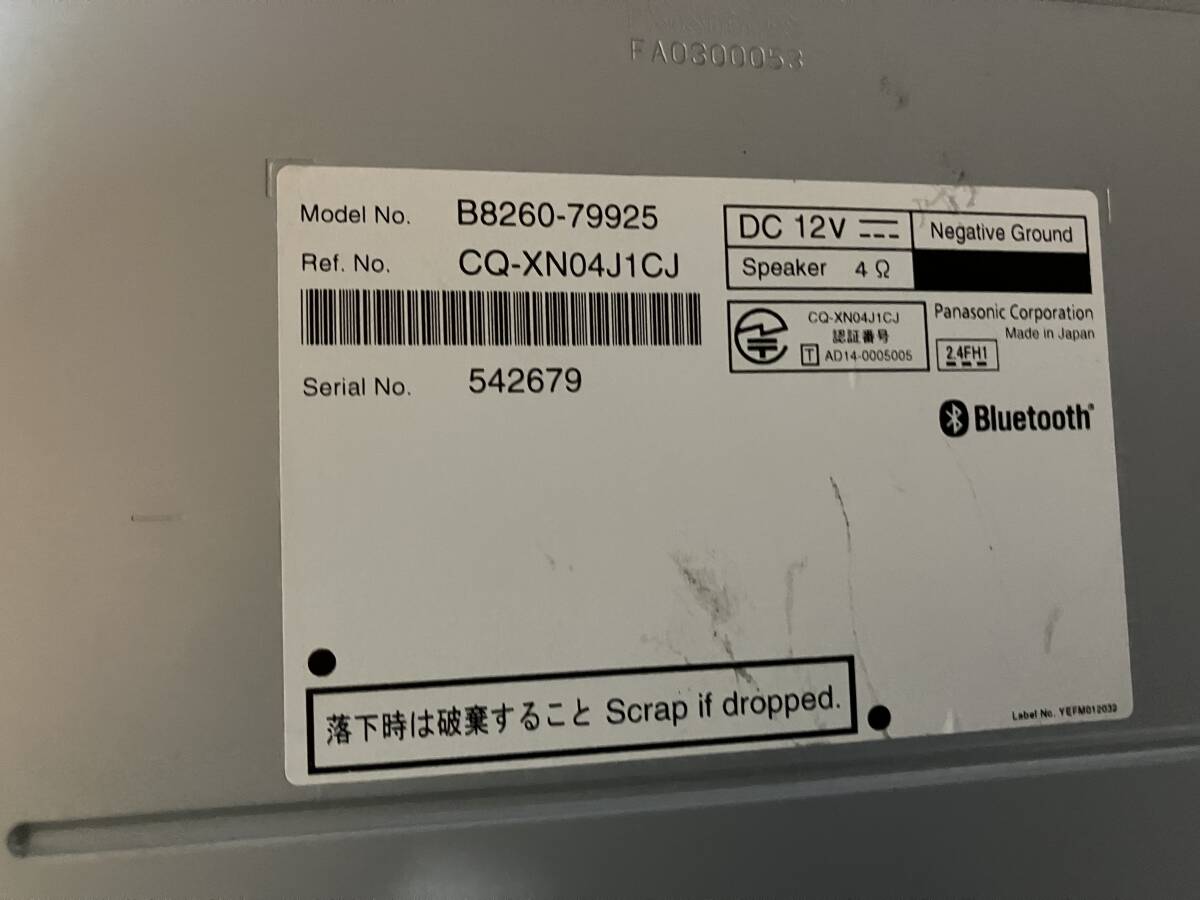 FA0300053
Model No. B8260-79925
Ref. No. CQ-XN04J1CJ
Serial No. 542679
DC 12V
Negative Ground
Speaker 4 Ω
CQ-XN04J1CJ
認証番号
T AD14-0005005
Panasonic Corporation
Made in Japan
2.4FH1
Bluetooth®
落下時は破棄すること Scrap if dropped.
Label No. YEFM012032